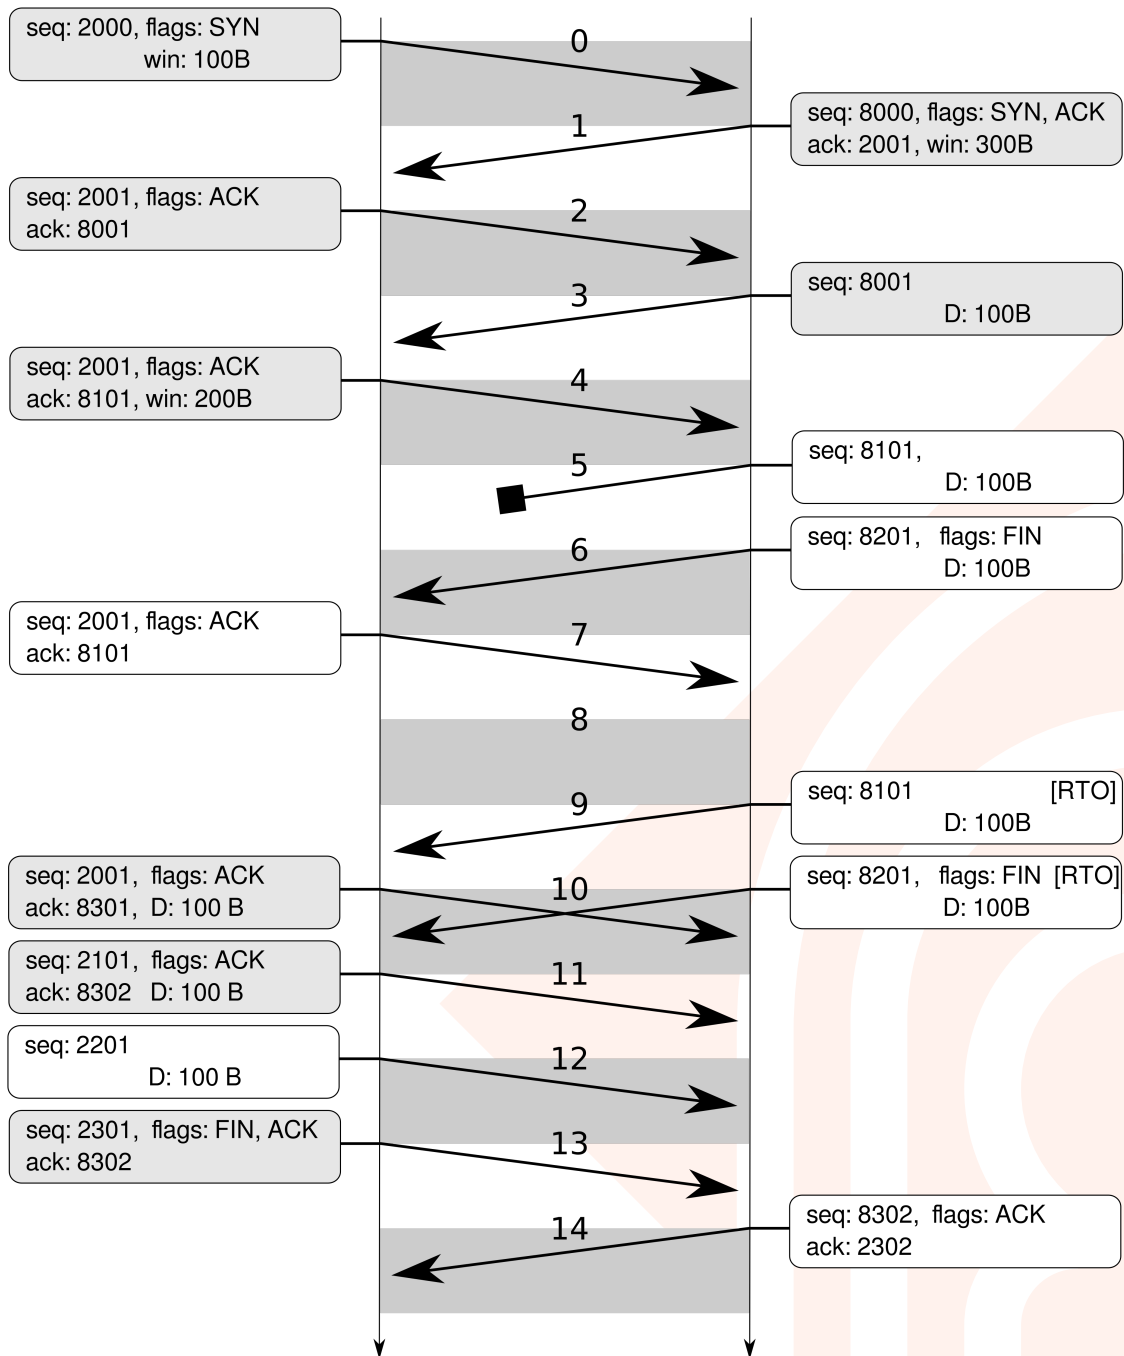 0
seq: 2000, flags: SYN
win: 100B
1
seq: 8000, flags: SYN, ACK
ack: 2001, win: 300B
2
seq: 2001, flags: ACK
ack: 8001
3
seq: 8001
D: 100B
4
seq: 2001, flags: ACK
ack: 8101, win: 200B
5
seq: 8101,
D: 100B
6
seq: 8201, flags: FIN
D: 100B
7
seq: 2001, flags: ACK
ack: 8101
8
9
seq: 8101 [RTO]
D: 100B
10
seq: 2001, flags: ACK
ack: 8301, D: 100 B
seq: 8201, flags: FIN [RTO]
D: 100B
11
seq: 2101, flags: ACK
ack: 8302 D: 100 B
12
seq: 2201
D: 100 B
13
seq: 2301, flags: FIN, ACK
ack: 8302
14
seq: 8302, flags: ACK
ack: 2302